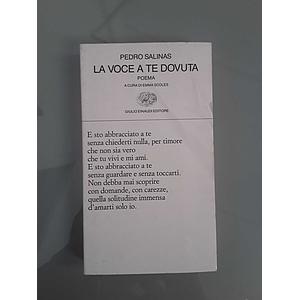 PEDRO SALINAS
LA VOCE A TE DOVUTA
POEMA
A CURA DI EMMA SCOLES
GIULIO EINAUDI EDITORE
E sto abbracciato a te
senza chiederti nulla, per timore
che non sia vero
che tu vivi e mi ami.
E sto abbracciato a te
senza guardare e senza toccarti.
Non debba mai scoprire
con domande, con carezze,
quella solitudine immensa
d'amarti solo io.